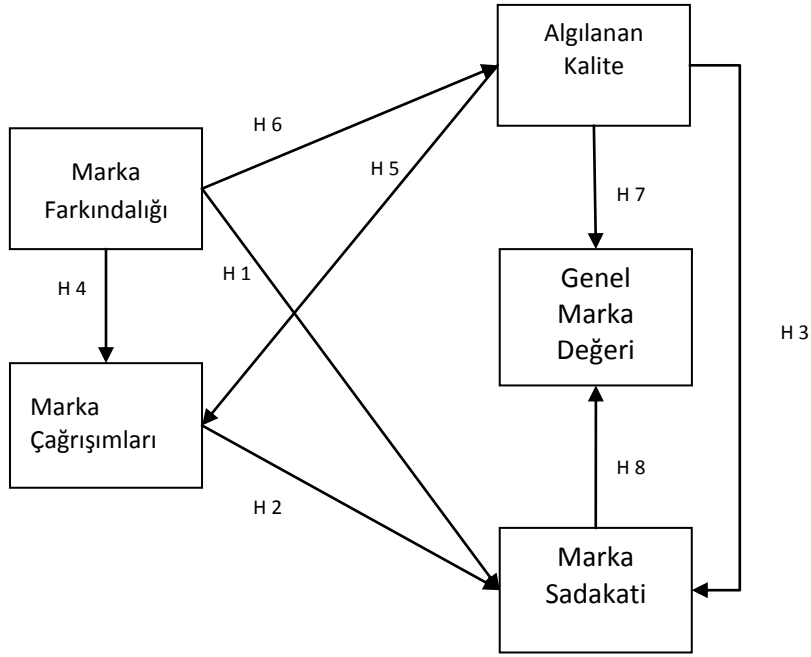 Algılanan
Kalite
H 6
Marka
Farkındalığı
H 5
H 7
H 4
H 1
Genel
Marka
Değeri
H 3
Marka
Çağrışımları
H 8
H 2
Marka
Sadakati